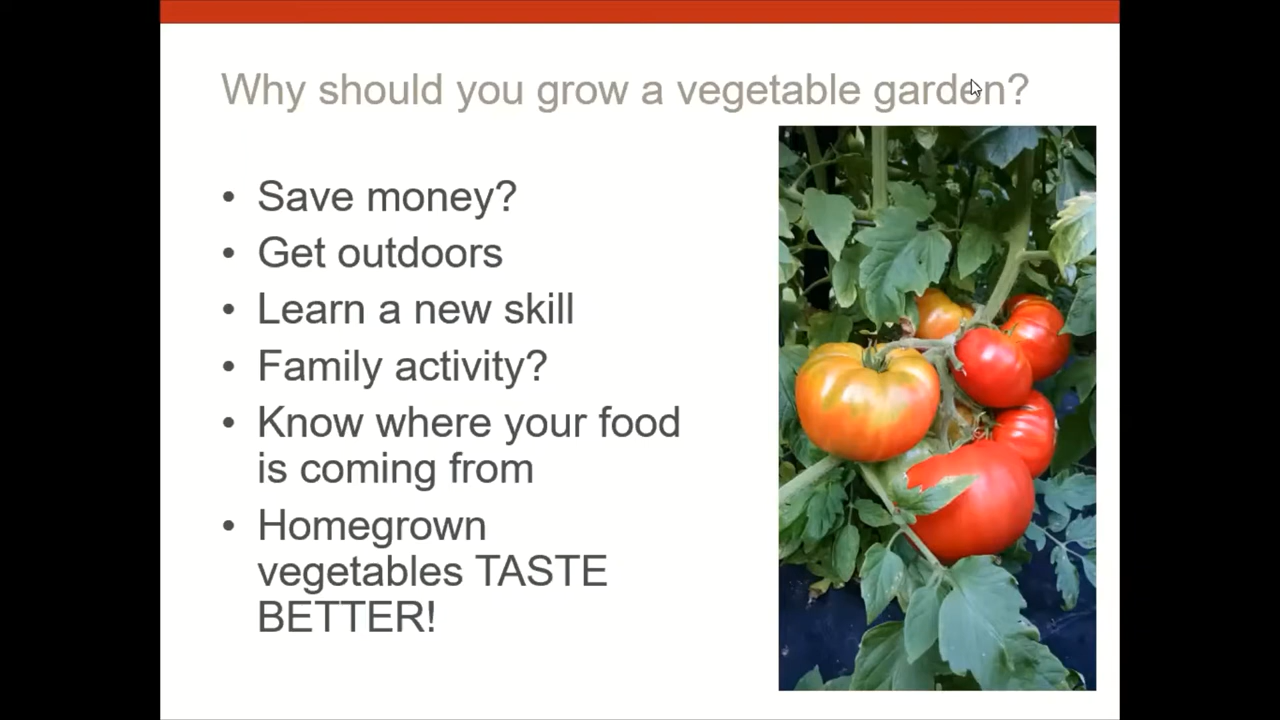 Why should you grow a vegetable garden?
• Save money?
• Get outdoors
• Learn a new skill
• Family activity?
• Know where your food
is coming from
• Homegrown
vegetables TASTE
BETTER!